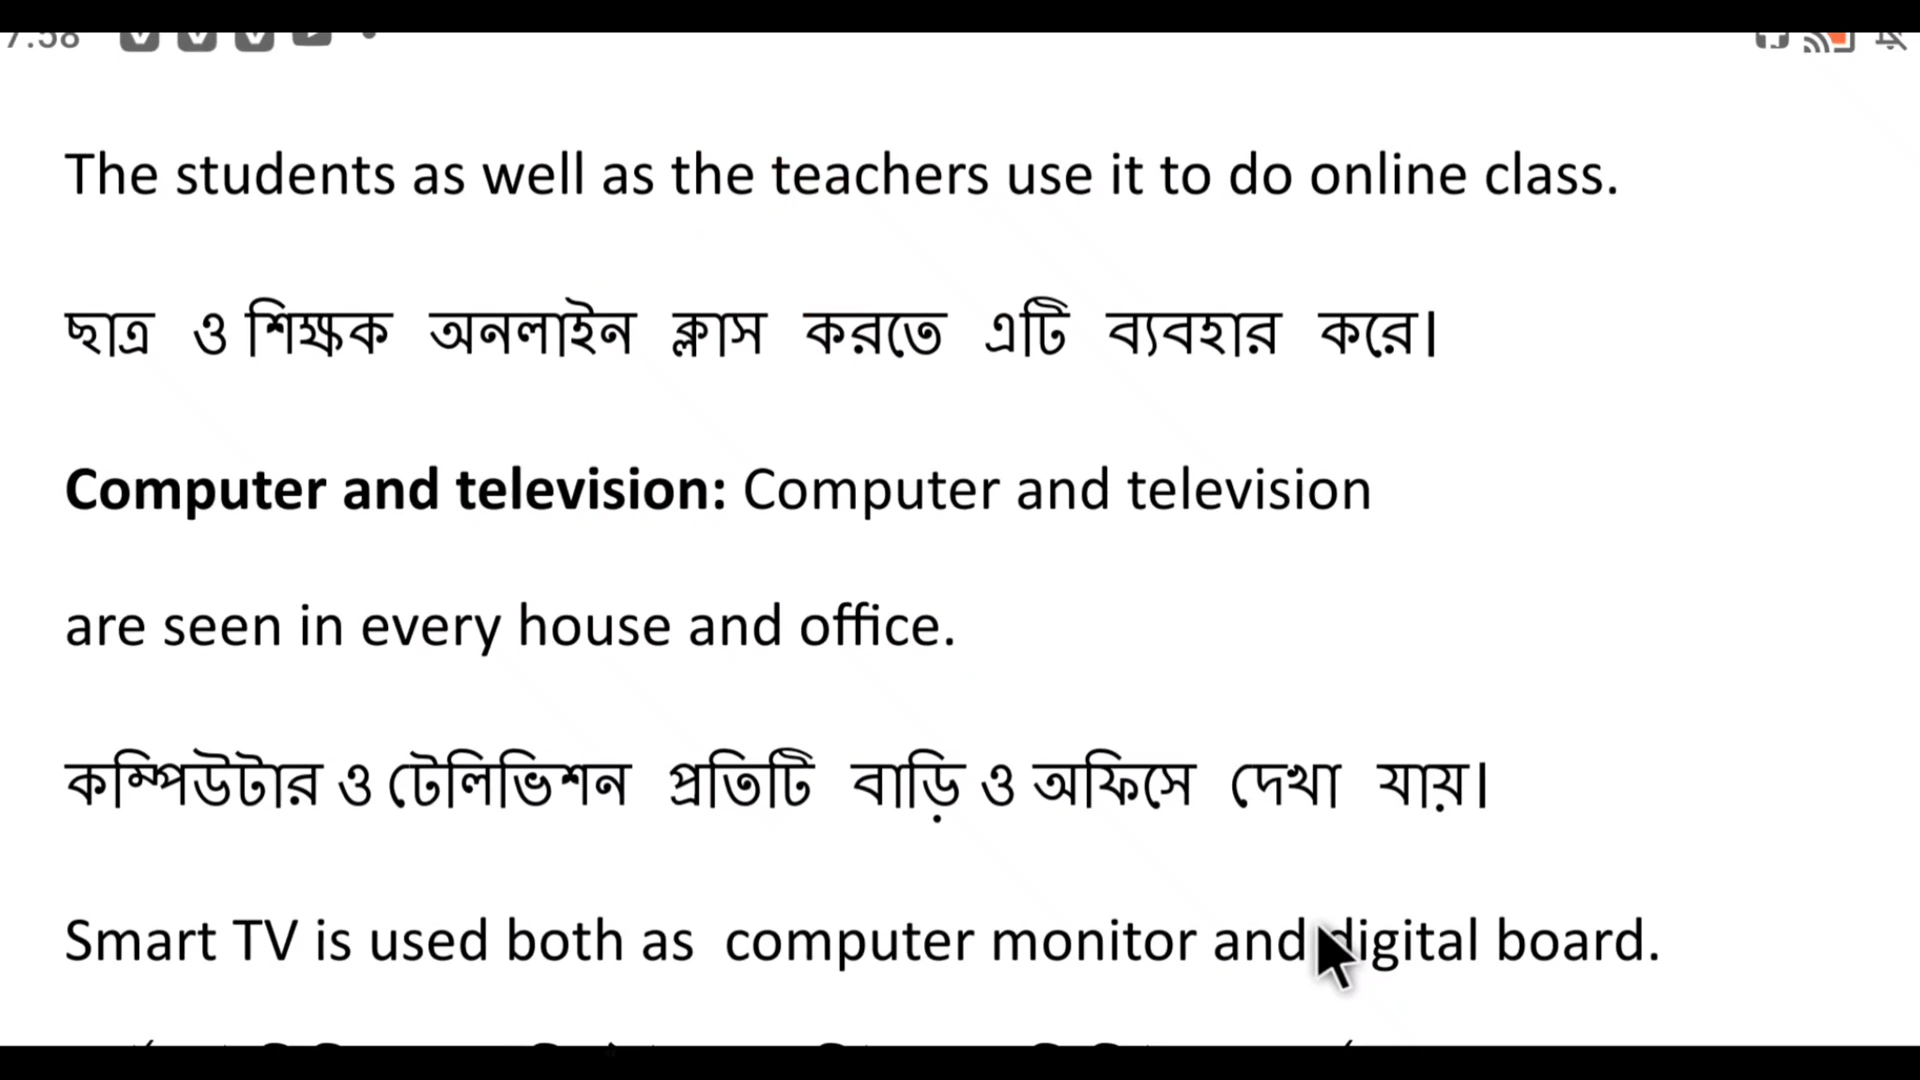 The students as well as the teachers use it to do online class.
ছাত্র ও শিক্ষক অনলাইন ক্লাস করতে এটি ব্যবহার করে।
Computer and television: Computer and television
are seen in every house and office.
কম্পিউটার ও টেলিভিশন প্রতিটি বাড়ি ও অফিসে দেখা যায়।
Smart TV is used both as computer monitor and digital board.